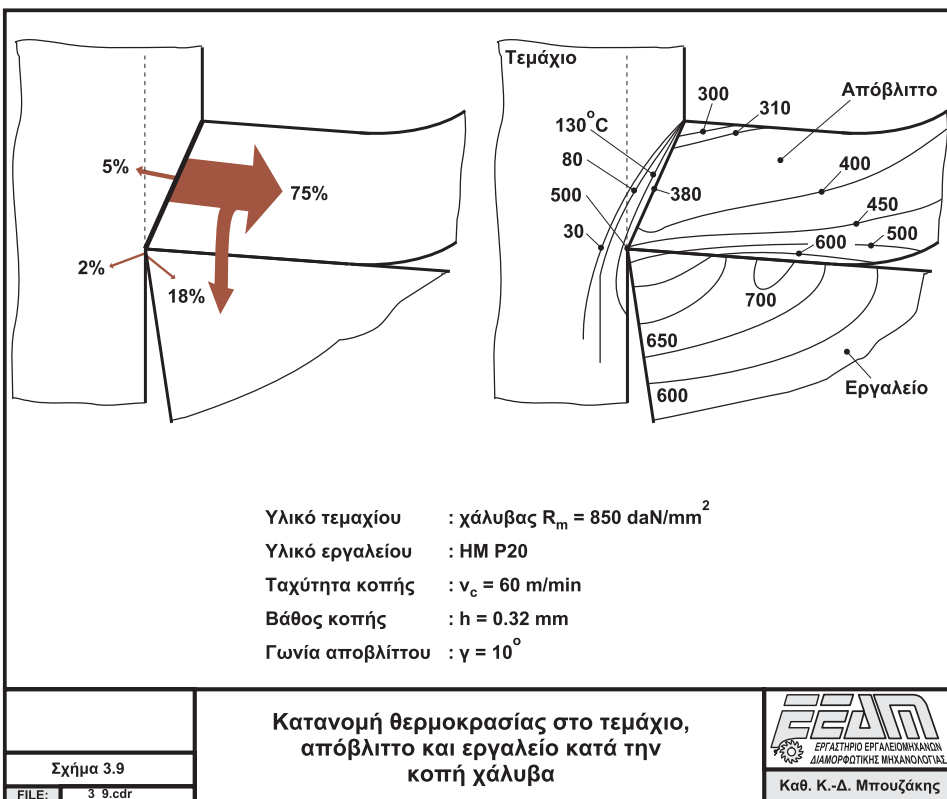 5%
75%
2%
18%
Τεμάχιο
Απόβλιττο
300
310
130°C
80
400
500
380
450
30
600
500
700
650
600
Εργαλείο
Υλικό τεμαχίου : χάλυβας Rm = 850 daN/mm²
Υλικό εργαλείου : HM P20
Ταχύτητα κοπής : vc = 60 m/min
Βάθος κοπής : h = 0.32 mm
Γωνία αποβλίττου : γ = 10°
Σχήμα 3.9
FILE: 3_9.cdr
Κατανομή θερμοκρασίας στο τεμάχιο,
απόβλιττο και εργαλείο κατά την
κοπή χάλυβα
ΕΕΔΜ
ΕΡΓΑΣΤΗΡΙΟ ΕΡΓΑΛΕΙΟΜΗΧΑΝΩΝ
ΔΙΑΜΟΡΦΩΤΙΚΗΣ ΜΗΧΑΝΟΛΟΓΙΑΣ
Καθ. Κ.-Δ. Μπουζάκης